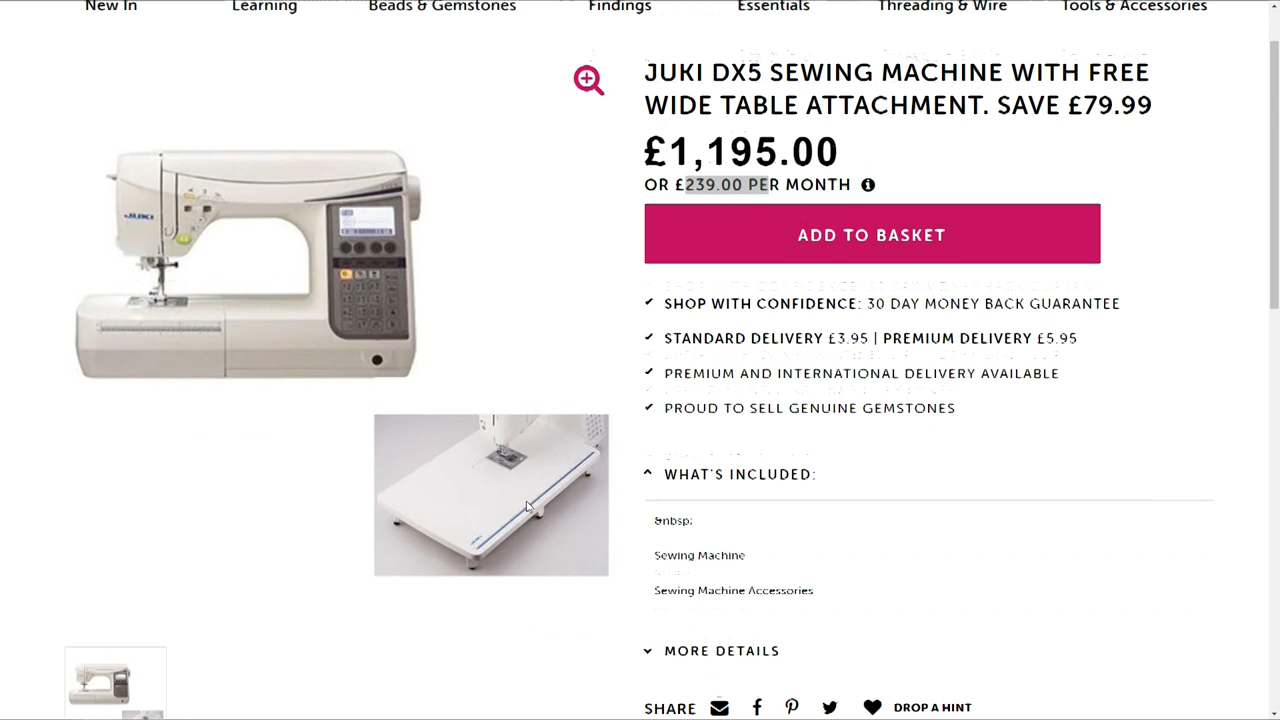 New In
Learning
Beads & Gemstones
Findings
Essentials
Threading & Wire
Tools & Accessories
JUKI DX5 SEWING MACHINE WITH FREE
WIDE TABLE ATTACHMENT. SAVE £79.99
£1,195.00
OR £239.00 PER MONTH
ADD TO BASKET
SHOP WITH CONFIDENCE: 30 DAY MONEY BACK GUARANTEE
STANDARD DELIVERY £3.95 | PREMIUM DELIVERY £5.95
PREMIUM AND INTERNATIONAL DELIVERY AVAILABLE
PROUD TO SELL GENUINE GEMSTONES
WHAT'S INCLUDED:
&nbsp;
Sewing Machine
Sewing Machine Accessories
MORE DETAILS
SHARE
DROP A HINT
JUKI